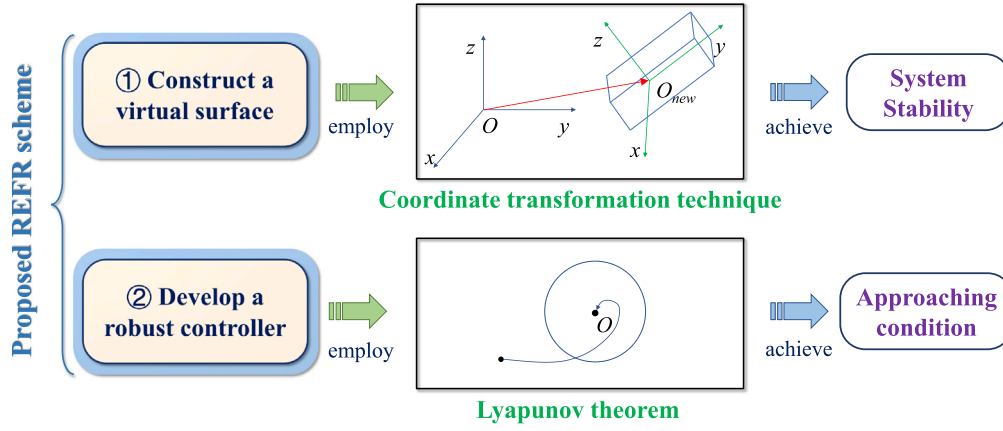 Proposed REFR scheme
① Construct a
virtual surface
employ
z
O
y
x
z
y
O new
x
Coordinate transformation technique
achieve
System
Stability
② Develop a
robust controller
employ
O
Lyapunov theorem
achieve
Approaching
condition